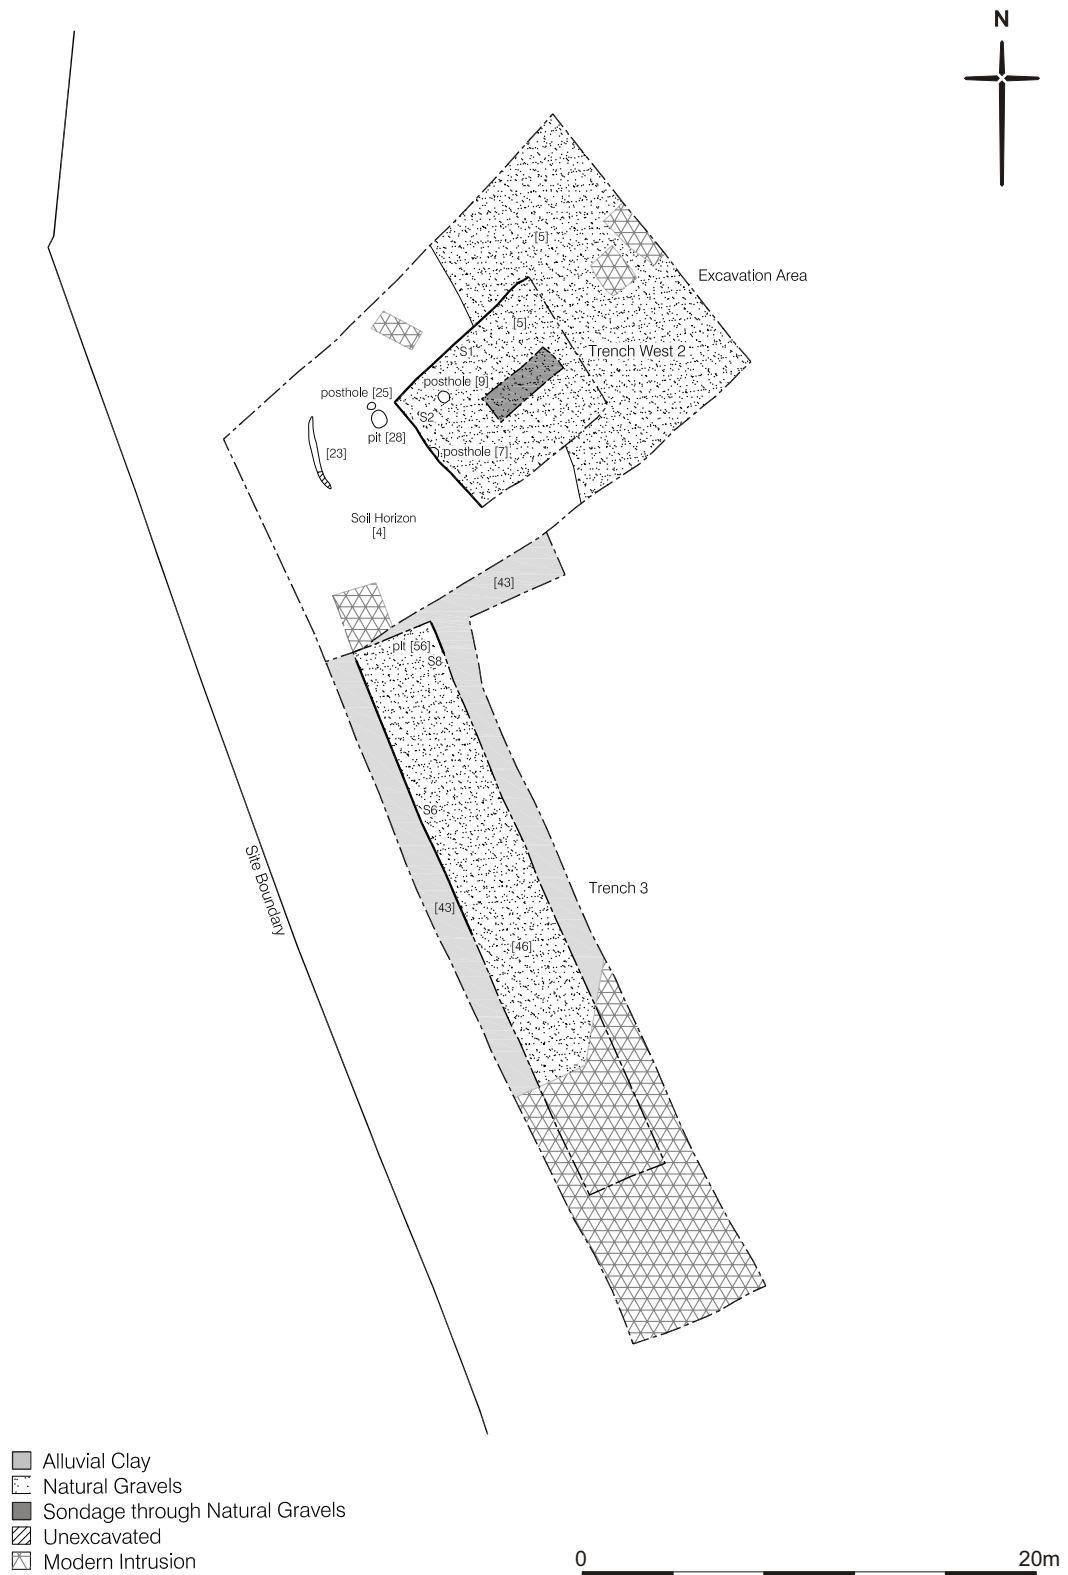 N
[5]
Excavation Area
[5]
S1
Trench West 2
posthole [9]
posthole [25]
S2
pit [28]
[23]
posthole [7]
Soil Horizon
[4]
[43]
pit [56]
S8
S6
Site Boundary
Trench 3
[43]
[46]
Alluvial Clay
Natural Gravels
Sondage through Natural Gravels
Unexcavated
Modern Intrusion
0
20m